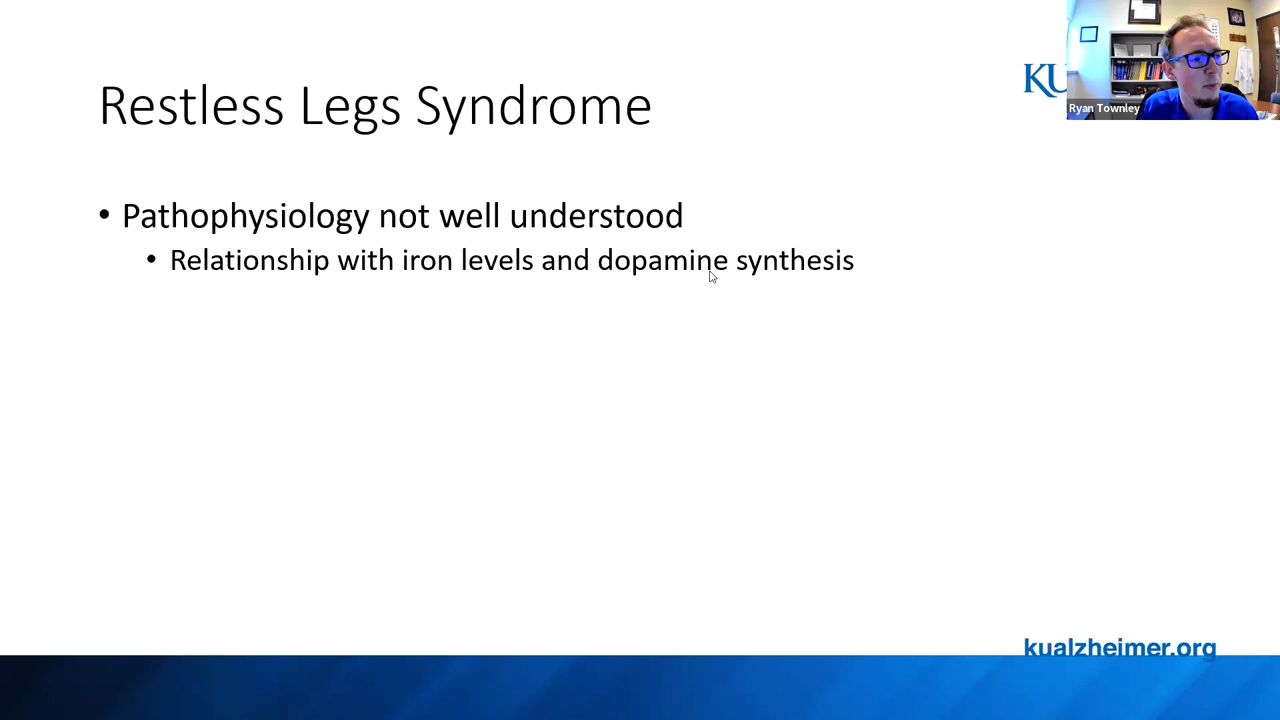 Restless Legs Syndrome
KU
Ryan Townley
• Pathophysiology not well understood
• Relationship with iron levels and dopamine synthesis
kualzheimer.org